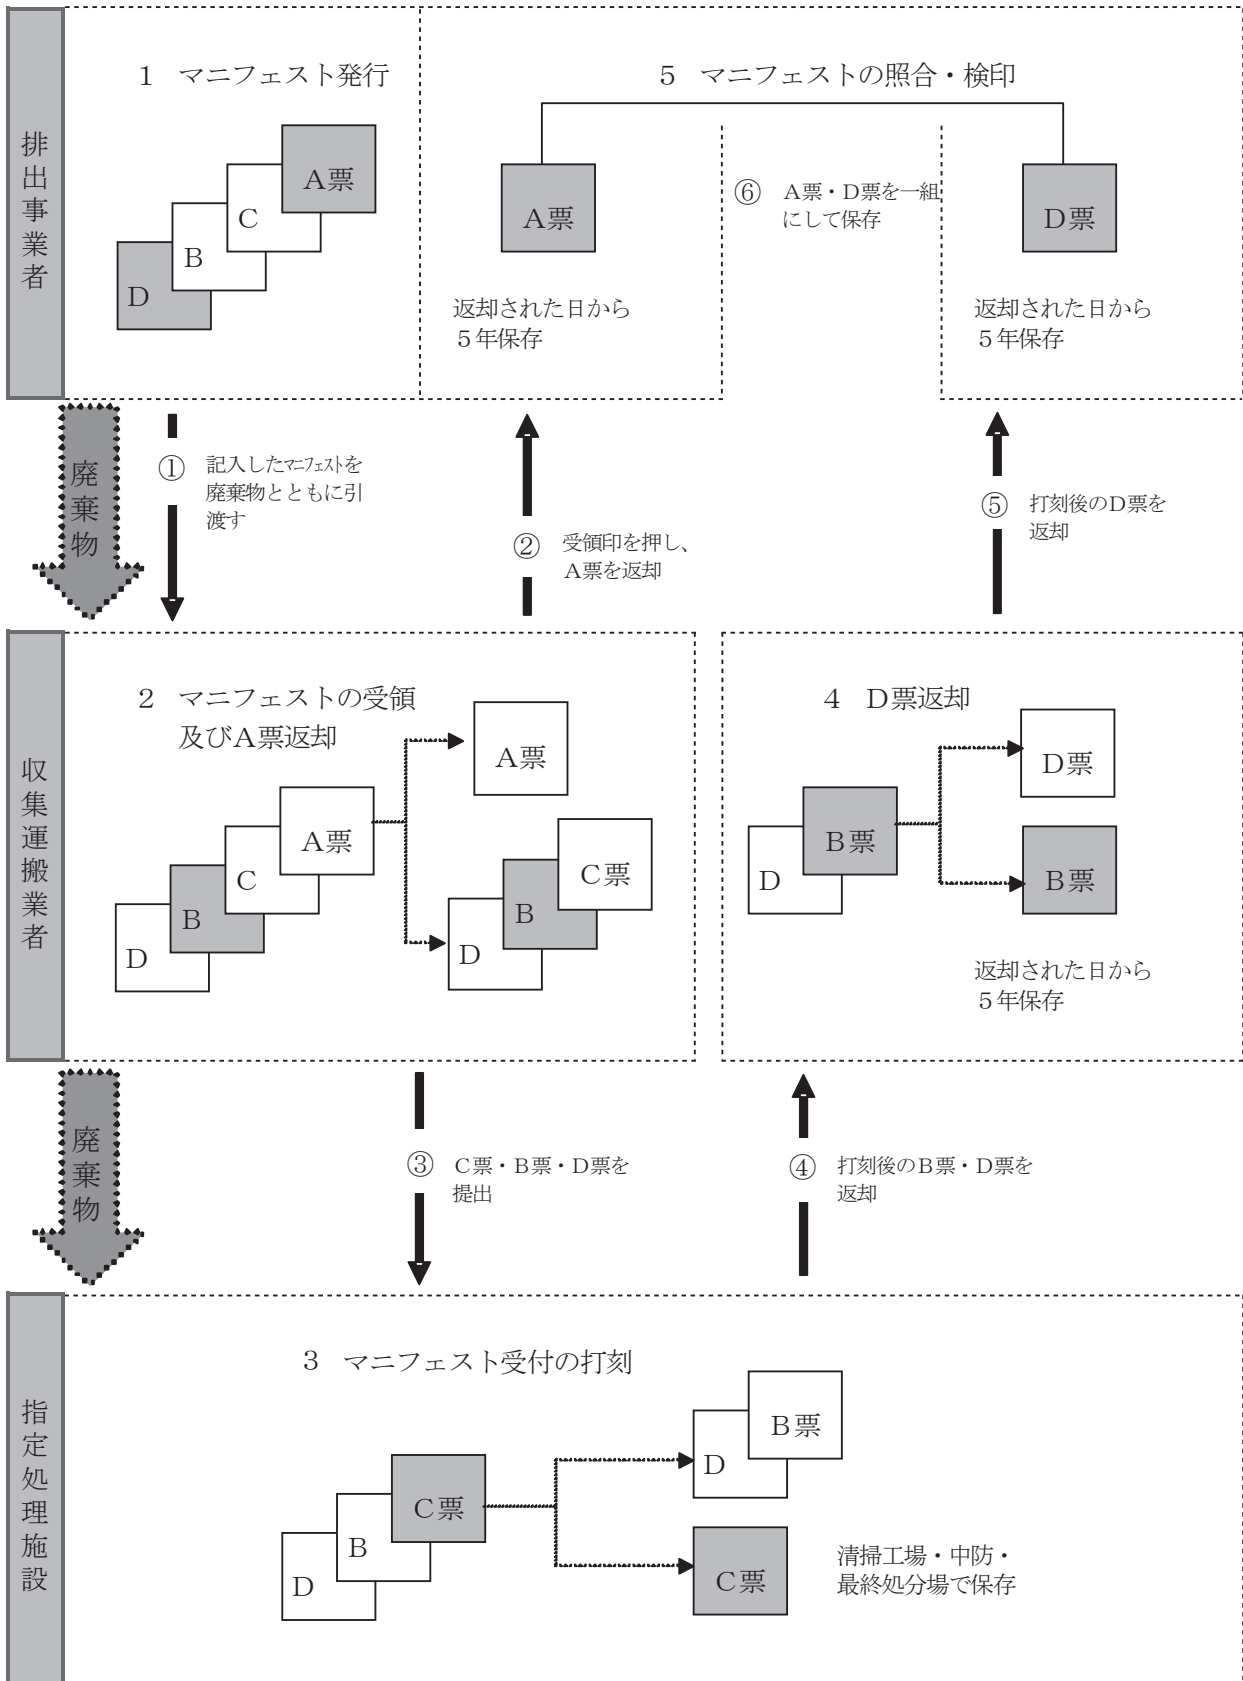 排出事業者
1 マニフェスト発行
A票
C
B
D
5 マニフェストの照合・検印
A票
⑥ A票・D票を一組
にして保存
D票
返却された日から
5年保存
返却された日から
5年保存
廃棄物
① 記入したマニフェストを
廃棄物とともに引
渡す
② 受領印を押し、
A票を返却
⑤ 打刻後のD票を
返却
収集運搬業者
2 マニフェストの受領
及びA票返却
A票
A票
C
B
D
C票
B
D
4 D票返却
D票
B票
D
B票
返却された日から
5年保存
廃棄物
③ C票・B票・D票を
提出
④ 打刻後のB票・D票を
返却
指定処理施設
3 マニフェスト受付の打刻
B票
D
C票
B
D
C票
清掃工場・中防・
最終処分場で保存